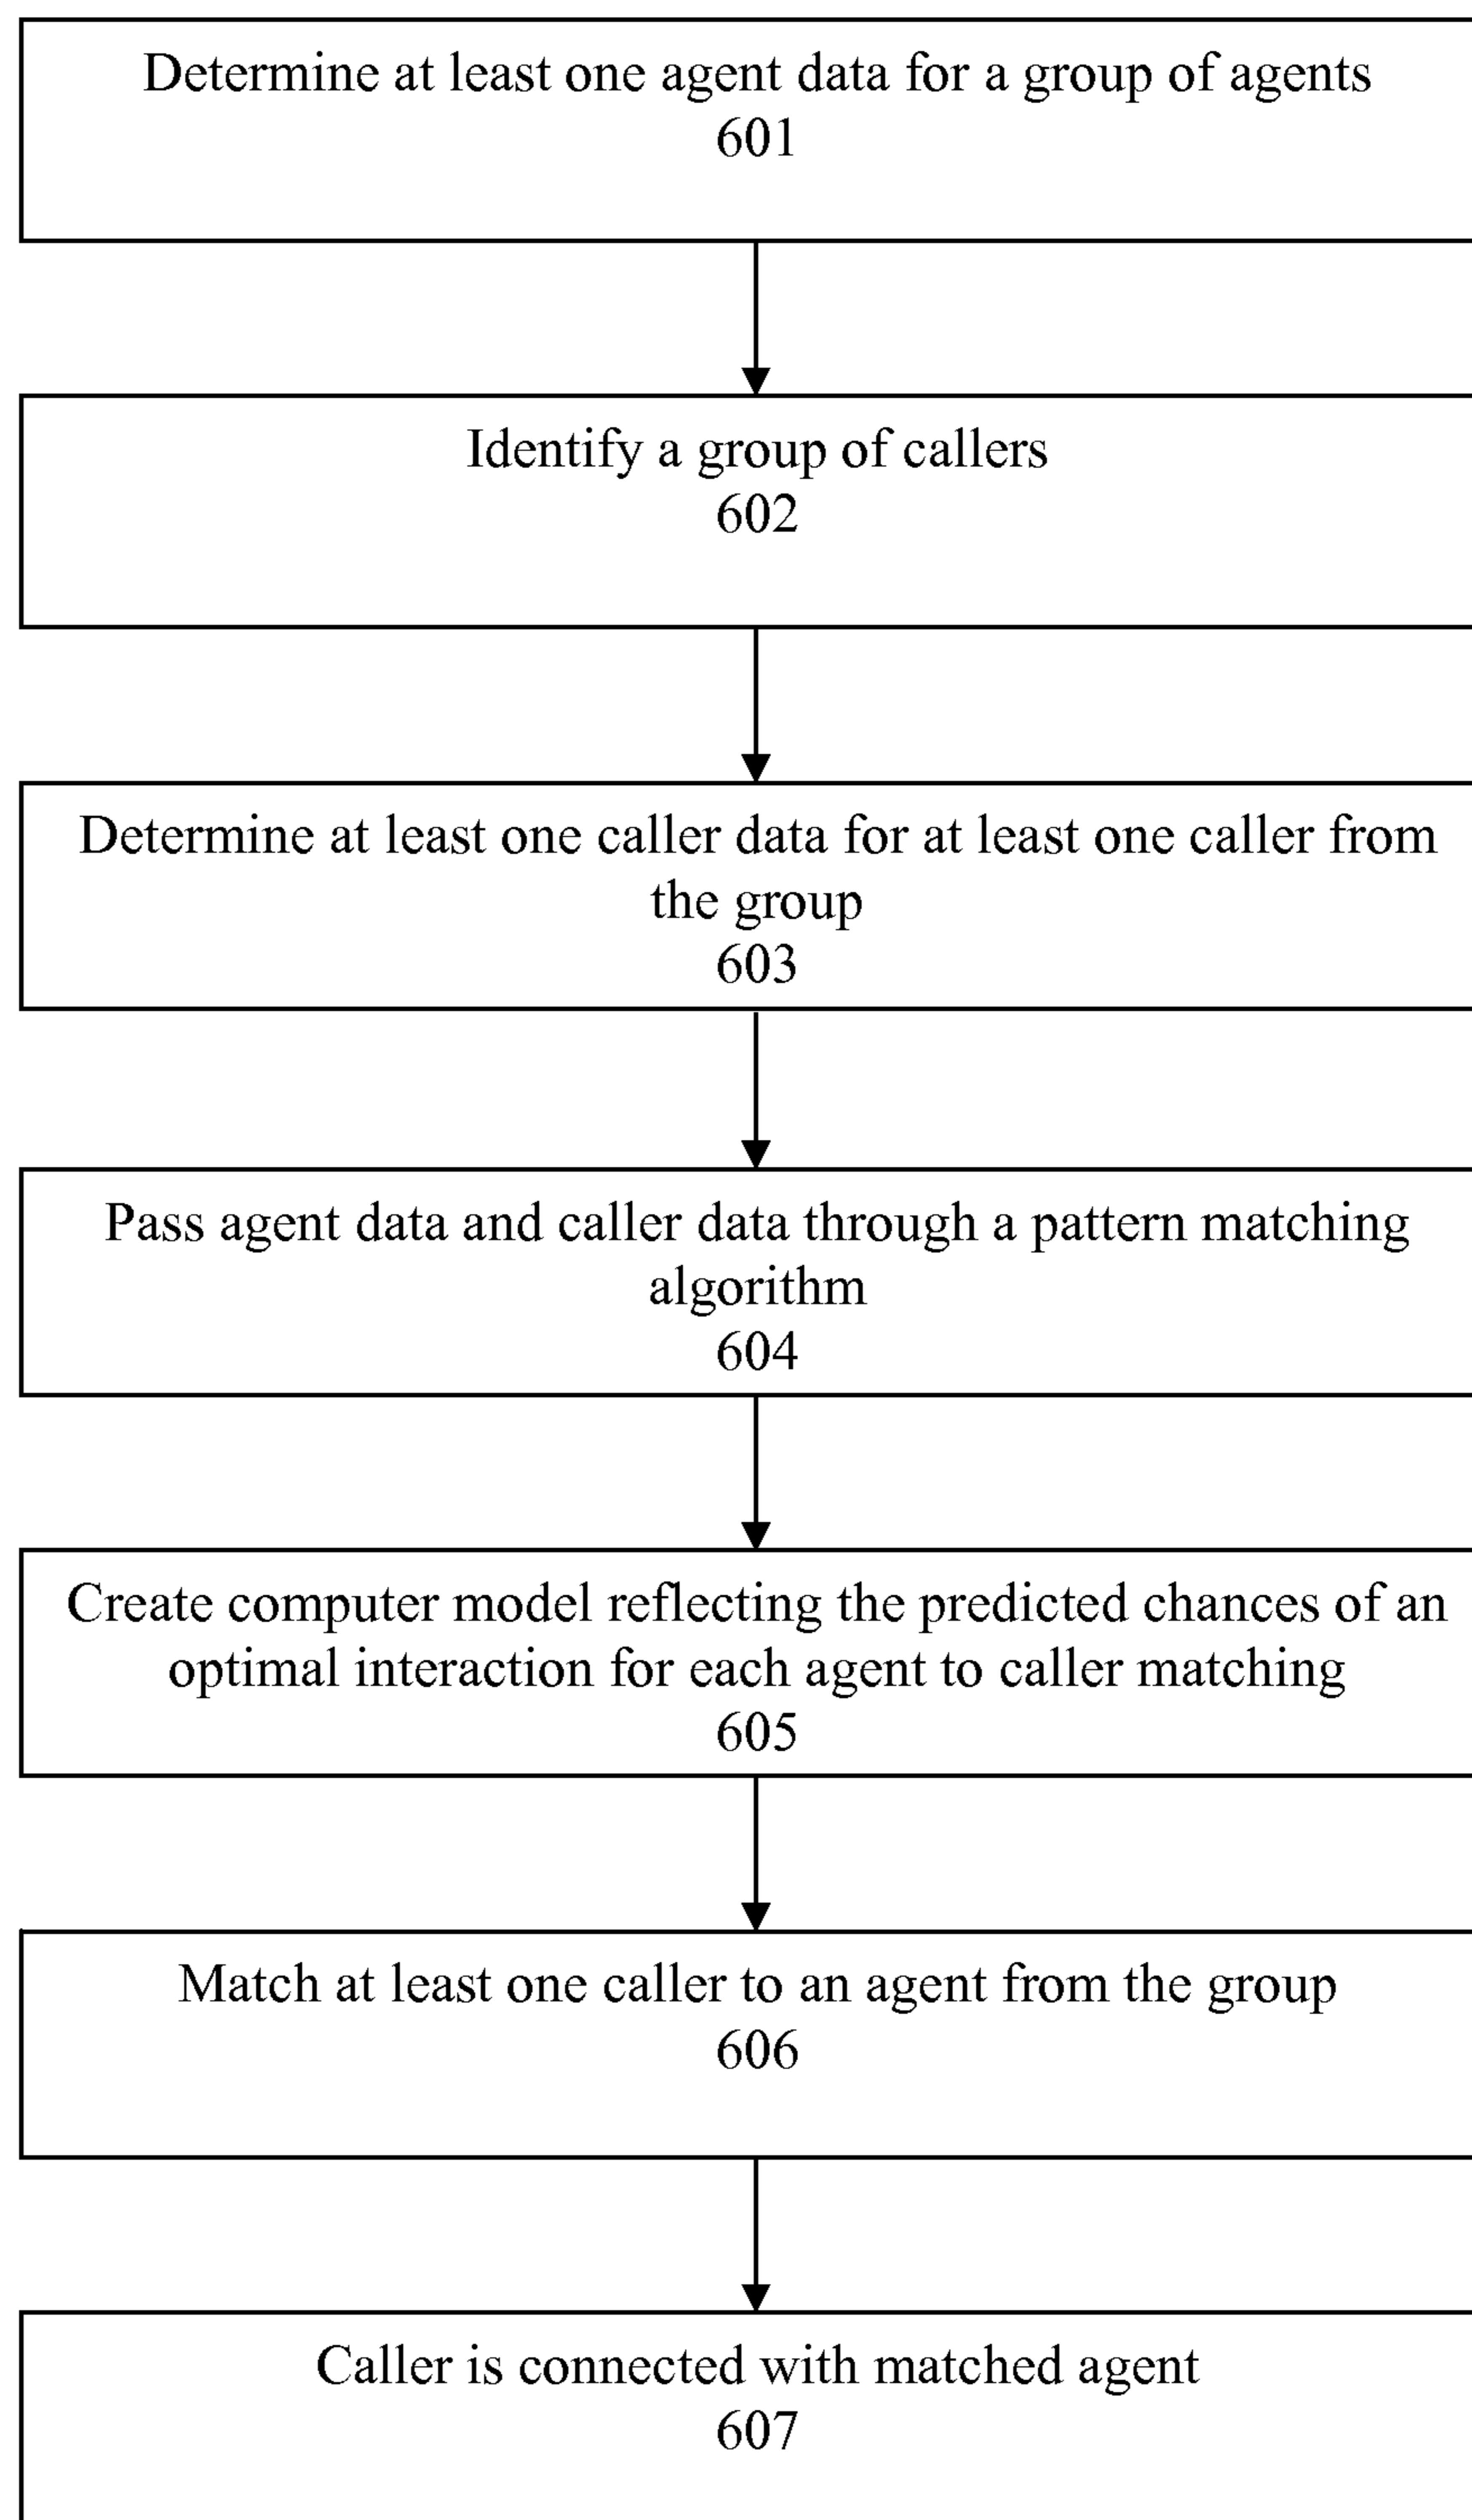 Determine at least one agent data for a group of agents
601
Identify a group of callers
602
Determine at least one caller data for at least one caller from
the group
603
Pass agent data and caller data through a pattern matching
algorithm
604
Create computer model reflecting the predicted chances of an
optimal interaction for each agent to caller matching
605
Match at least one caller to an agent from the group
606
Caller is connected with matched agent
607